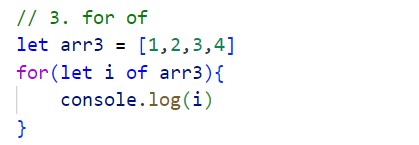 // 3. for of
let arr3 = [1,2,3,4]
for(let i of arr3){
    console.log(i)
}